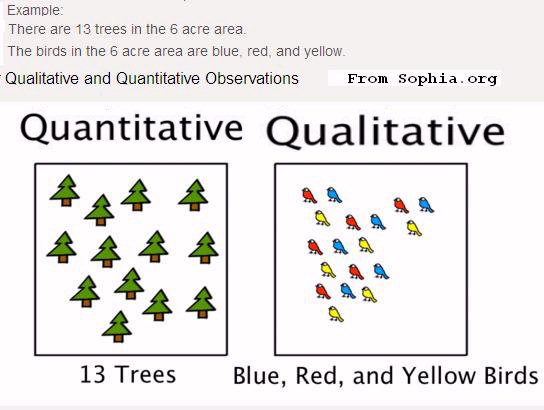 Example:
There are 13 trees in the 6 acre area.
The birds in the 6 acre area are blue, red, and yellow.
Qualitative and Quantitative Observations From Sophia.org
Quantitative Qualitative
13 Trees Blue, Red, and Yellow Birds